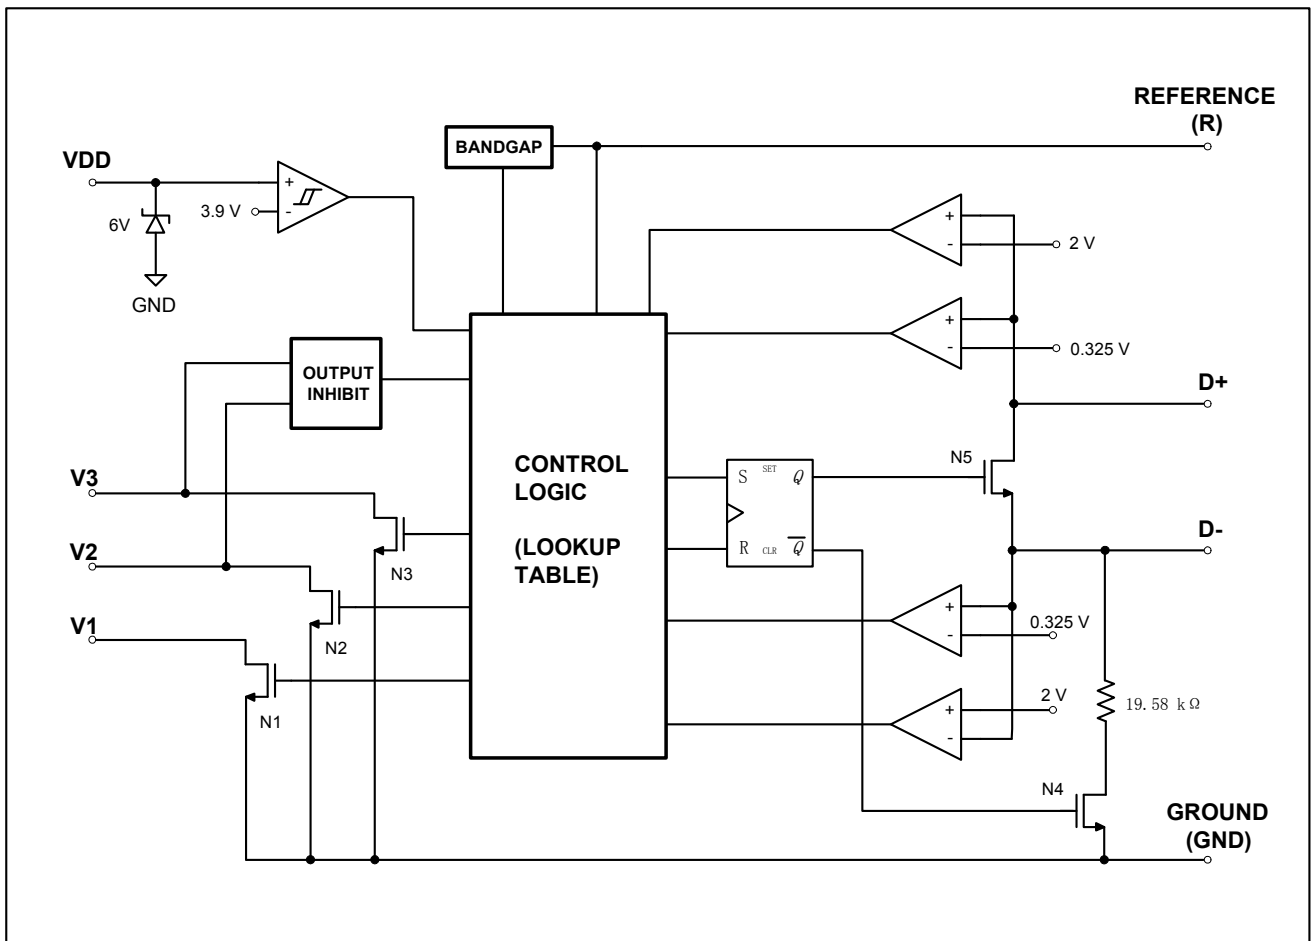 REFERENCE
(R)
BANDGAP
VDD
+
-
3.9 V
6V
GND
+
-
2 V
+
-
0.325 V
OUTPUT
INHIBIT
D+
CONTROL
LOGIC
(LOOKUP
TABLE)
N5
S SET Q
R CLR Q̅
V3
N3
V2
N2
V1
N1
D-
+
-
0.325 V
2 V
+
-
19.58 kΩ
N4
GROUND
(GND)